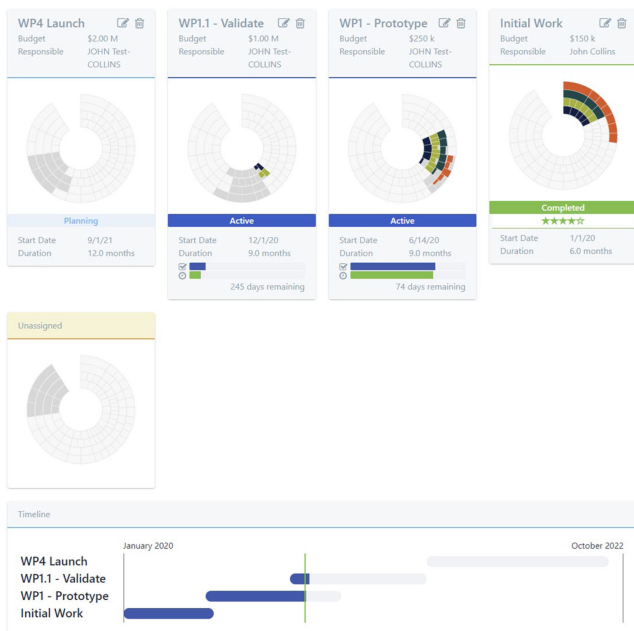 WP4 Launch
Budget $2.00 M
Responsible JOHN Test-
COLLINS
Planning
Start Date 9/1/21
Duration 12.0 months
WP1.1 - Validate
Budget $1.00 M
Responsible JOHN Test-
COLLINS
Active
Start Date 12/1/20
Duration 9.0 months
245 days remaining
WP1 - Prototype
Budget $250 k
Responsible JOHN Test-
COLLINS
Active
Start Date 6/14/20
Duration 9.0 months
74 days remaining
Initial Work
Budget $150 k
Responsible John Collins
Completed
★★★★☆
Start Date 1/1/20
Duration 6.0 months
Unassigned
Timeline
January 2020 October 2022
WP4 Launch
WP1.1 - Validate
WP1 - Prototype
Initial Work